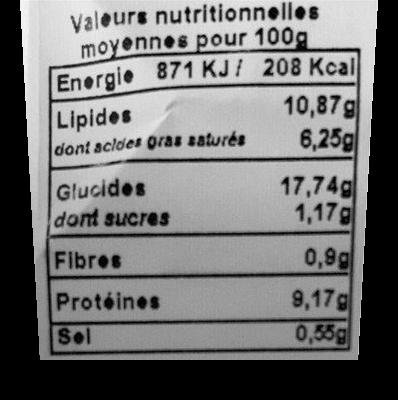 Valeurs nutritionnelles
moyennes pour 100g
Energie 871 KJ / 208 Kcal
Lipides 10,87g
dont acides gras saturés 6,25g
Glucides 17,74g
dont sucres 1,17g
Fibres 0,9g
Protéines 9,17g
Sel 0,55g